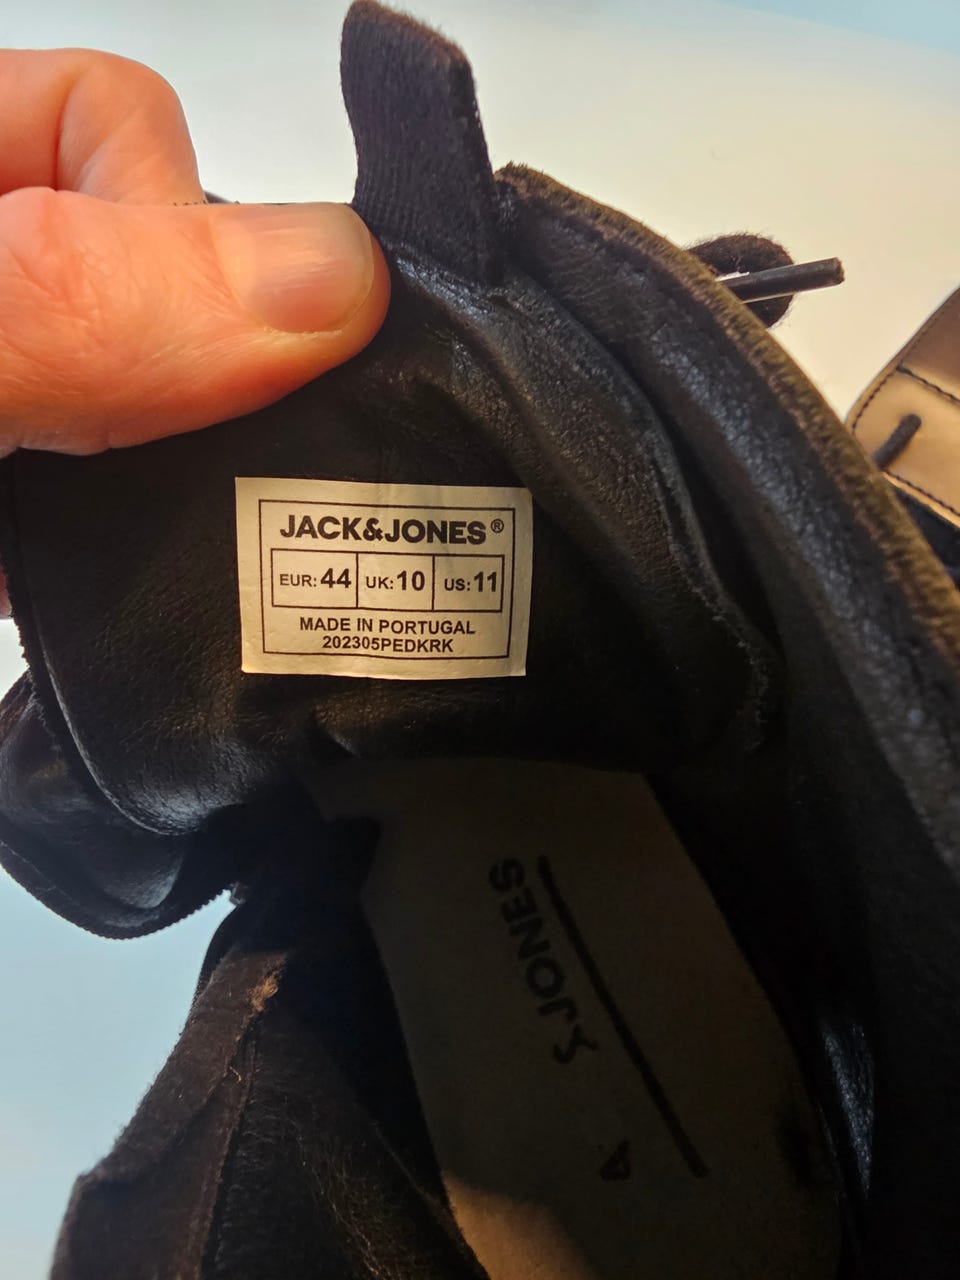 JACK&JONES®
EUR: 44 UK: 10 US: 11
MADE IN PORTUGAL
202305PEDKRK
JONES